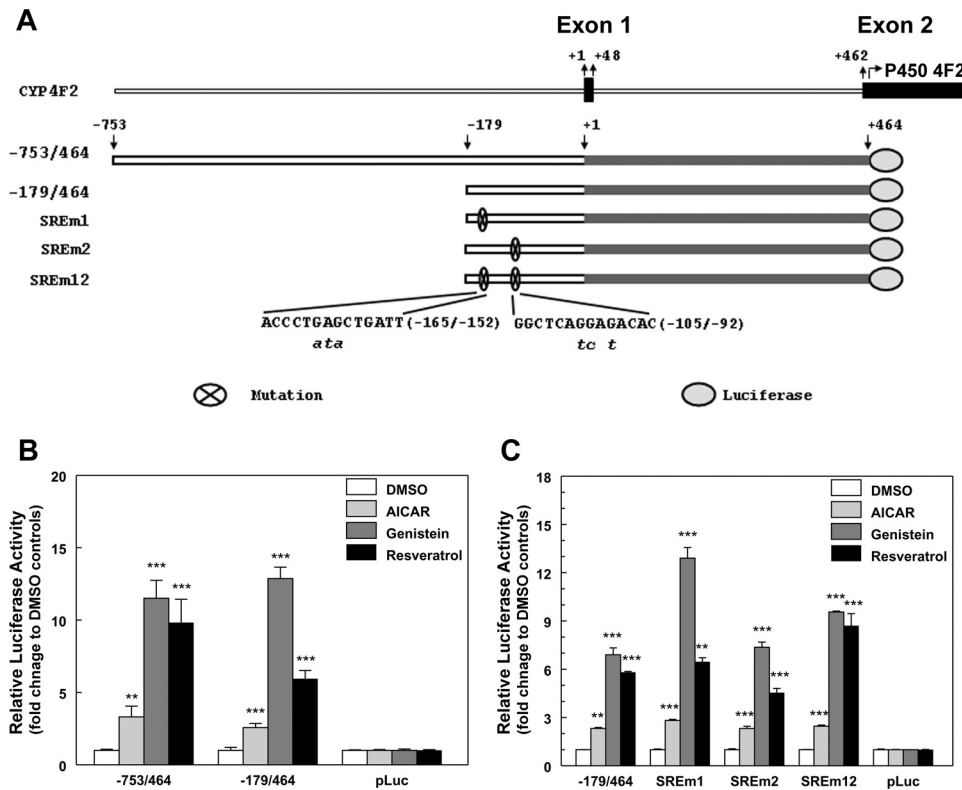 A
Exon 1
Exon 2
+1
+48
+462
P450 4F2
CYP4F2
-753
-179
+1
+464
-753/464
-179/464
SREm1
SREm2
SREm12
ACCCTGAGCTGATT(-165/-152)
GGCTCAGGAGACAC(-105/-92)
ata
tc t
Mutation
Luciferase
B
Relative Luciferase Activity
(fold chnage to DMSO controls)
20
15
10
5
0
DMSO
AICAR
Genistein
Resveratrol
**
***
***
***
***
***
-753/464
-179/464
pLuc
C
Relative Luciferase Activity
(fold chnage to DMSO controls)
18
15
12
9
6
3
0
DMSO
AICAR
Genistein
Resveratrol
**
***
***
***
***
**
***
***
***
***
***
***
-179/464
SREm1
SREm2
SREm12
pLuc